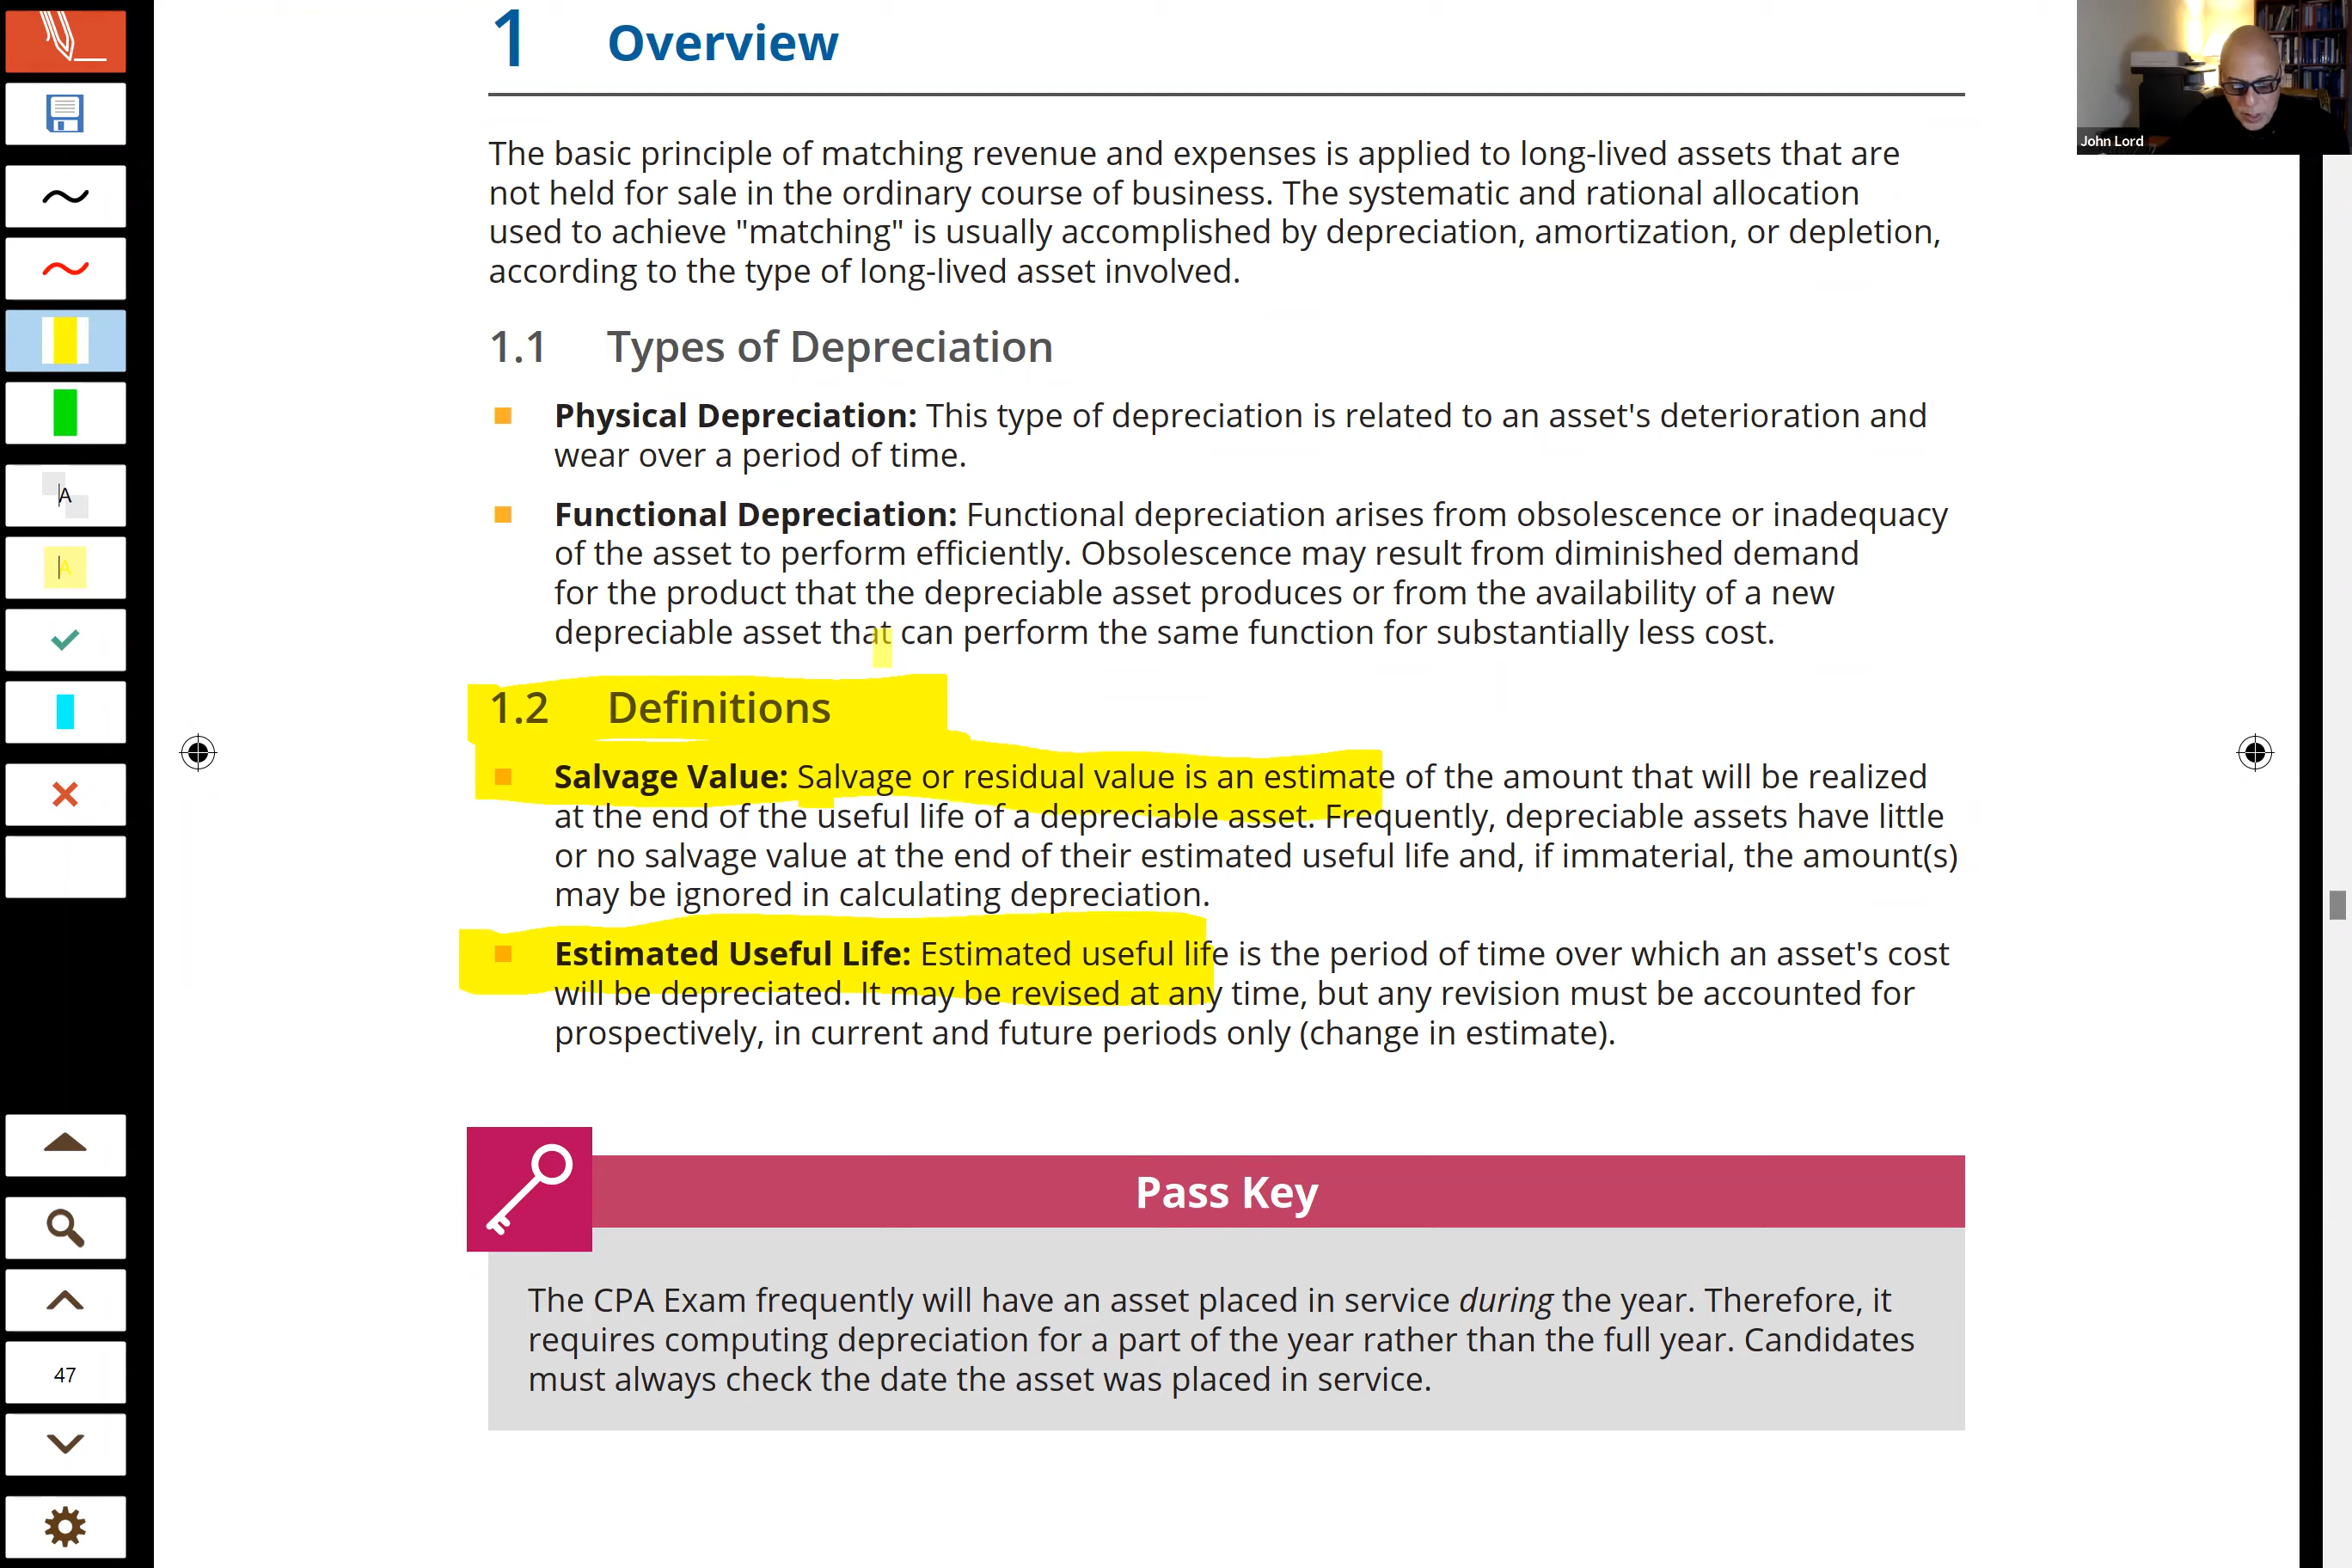 1 Overview
John Lord
The basic principle of matching revenue and expenses is applied to long-lived assets that are
not held for sale in the ordinary course of business. The systematic and rational allocation
used to achieve "matching" is usually accomplished by depreciation, amortization, or depletion,
according to the type of long-lived asset involved.
1.1 Types of Depreciation
Physical Depreciation: This type of depreciation is related to an asset's deterioration and
wear over a period of time.
Functional Depreciation: Functional depreciation arises from obsolescence or inadequacy
of the asset to perform efficiently. Obsolescence may result from diminished demand
for the product that the depreciable asset produces or from the availability of a new
depreciable asset that can perform the same function for substantially less cost.
1.2 Definitions
Salvage Value: Salvage or residual value is an estimate of the amount that will be realized
at the end of the useful life of a depreciable asset. Frequently, depreciable assets have little
or no salvage value at the end of their estimated useful life and, if immaterial, the amount(s)
may be ignored in calculating depreciation.
Estimated Useful Life: Estimated useful life is the period of time over which an asset's cost
will be depreciated. It may be revised at any time, but any revision must be accounted for
prospectively, in current and future periods only (change in estimate).
Pass Key
The CPA Exam frequently will have an asset placed in service during the year. Therefore, it
requires computing depreciation for a part of the year rather than the full year. Candidates
must always check the date the asset was placed in service.
A
A
47